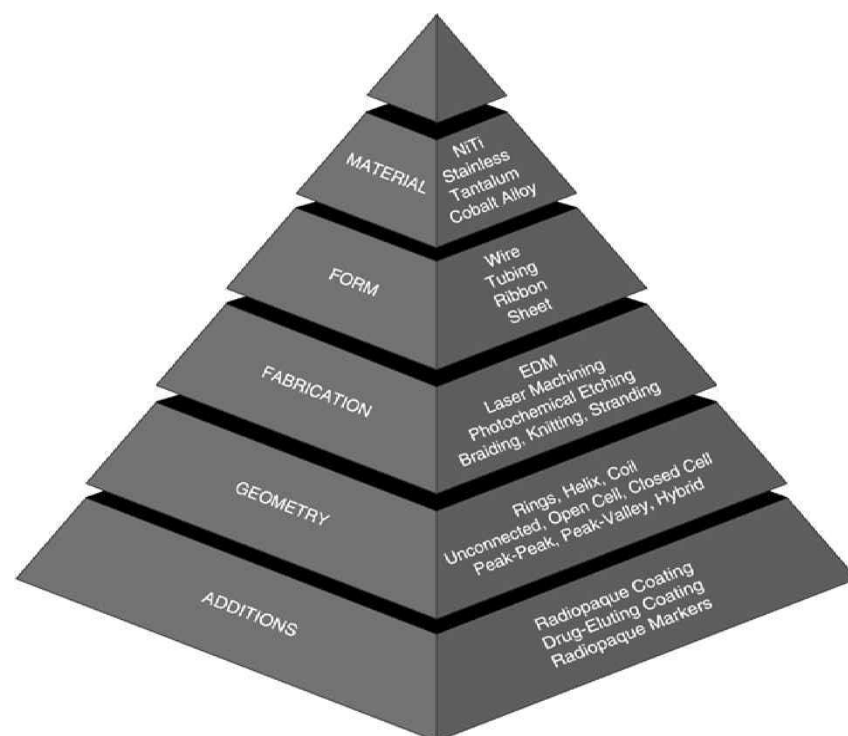 MATERIAL
NiTi
Stainless
Tantalum
Cobalt Alloy
FORM
Wire
Tubing
Ribbon
Sheet
FABRICATION
EDM
Laser Machining
Photochemical Etching
Braiding, Knitting, Stranding
GEOMETRY
Rings, Helix, Coil
Unconnected, Open Cell, Closed Cell
Peak-Peak, Peak-Valley, Hybrid
ADDITIONS
Radiopaque Coating
Drug-Eluting Coating
Radiopaque Markers